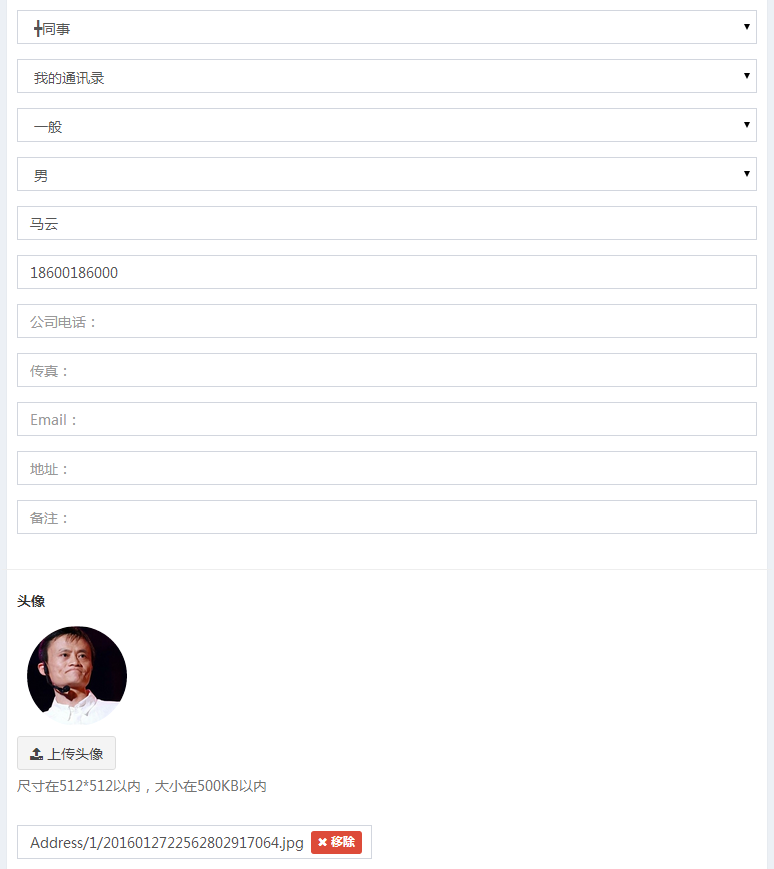 ╋同事
我的通讯录
一般
男
马云
18600186000
公司电话：
传真：
Email：
地址：
备注：
头像
上传头像
尺寸在512*512以内，大小在500KB以内
Address/1/2016012722562802917064.jpg ✖ 移除